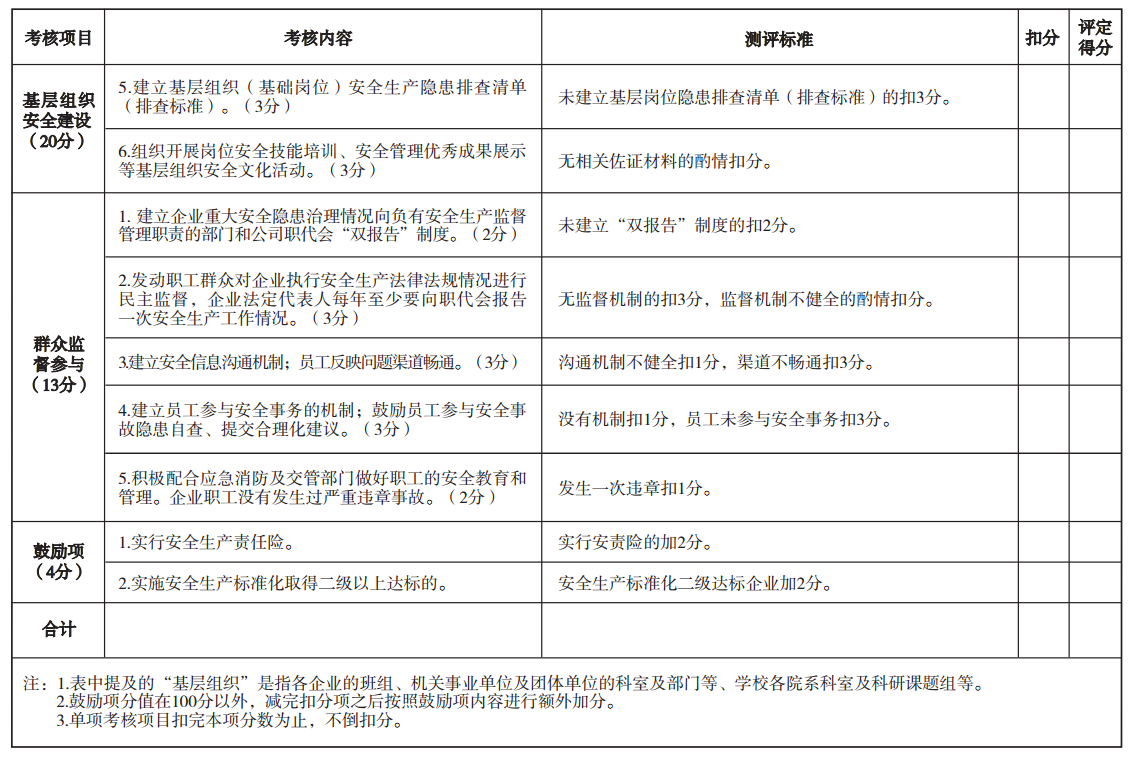 考核项目 考核内容 测评标准 扣分 评定得分
基层组织
安全建设
（20分）
5.建立基层组织（基础岗位）安全生产隐患排查清单
（排查标准）。（3分）
未建立基层岗位隐患排查清单（排查标准）的扣3分。
6.组织开展岗位安全技能培训、安全管理优秀成果展示
等基层组织安全文化活动。（3分）
无相关佐证材料的酌情扣分。
群众监
督参与
（13分）
1. 建立企业重大安全隐患治理情况向负有安全生产监督
管理职责的部门和公司职代会“双报告”制度。（2分）
未建立“双报告”制度的扣2分。
2.发动职工群众对企业执行安全生产法律法规情况进行
民主监督，企业法定代表人每年至少要向职代会报告
一次安全生产工作情况。（3分）
无监督机制的扣3分，监督机制不健全的酌情扣分。
3.建立安全信息沟通机制；员工反映问题渠道畅通。（3分）
沟通机制不健全扣1分，渠道不畅通扣3分。
4.建立员工参与安全事务的机制；鼓励员工参与安全事
故隐患自查、提交合理化建议。（3分）
没有机制扣1分，员工未参与安全事务扣3分。
5.积极配合应急消防及交管部门做好职工的安全教育和
管理。企业职工没有发生过严重违章事故。（2分）
发生一次违章扣1分。
鼓励项
（4分）
1.实行安全生产责任险。
实行安责险的加2分。
2.实施安全生产标准化取得二级以上达标的。
安全生产标准化二级达标企业加2分。
合计
注：1.表中提及的“基层组织”是指各企业的班组、机关事业单位及团体单位的科室及部门等、学校各院系科室及科研课题组等。
2.鼓励项分值在100分以外，减完扣分项之后按照鼓励项内容进行额外加分。
3.单项考核项目扣完本项分数为止，不倒扣分。